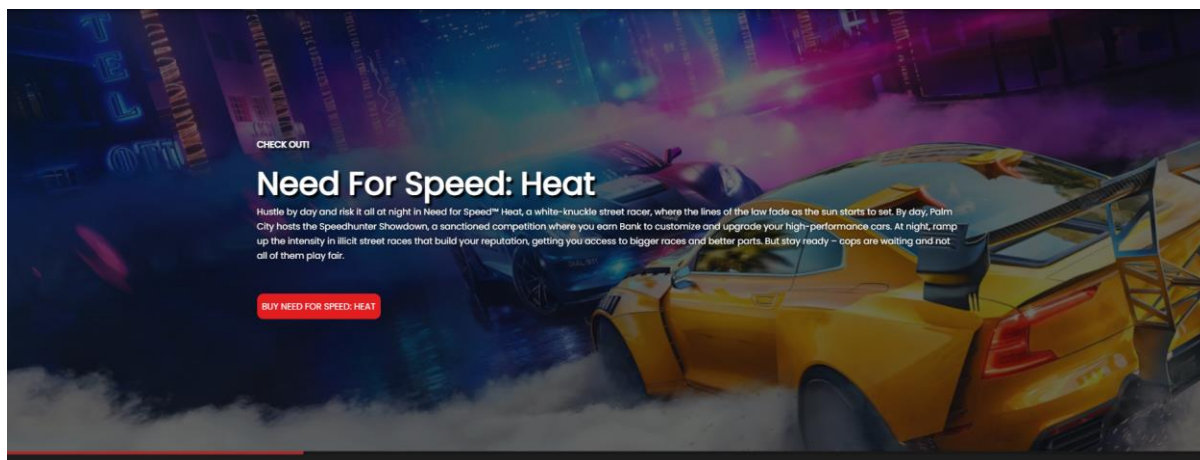 TEL
CHECK OUT!
Need For Speed: Heat
Hustle by day and risk it all at night in Need for Speed™ Heat, a white-knuckle street racer, where the lines of the law fade as the sun starts to set. By day, Palm
City hosts the Speedhunter Showdown, a sanctioned competition where you earn Bank to customize and upgrade your high-performance cars. At night, ramp
up the intensity in illicit street races that build your reputation, getting you access to bigger races and better parts. But stay ready – cops are waiting and not
all of them play fair.
BUY NEED FOR SPEED: HEAT